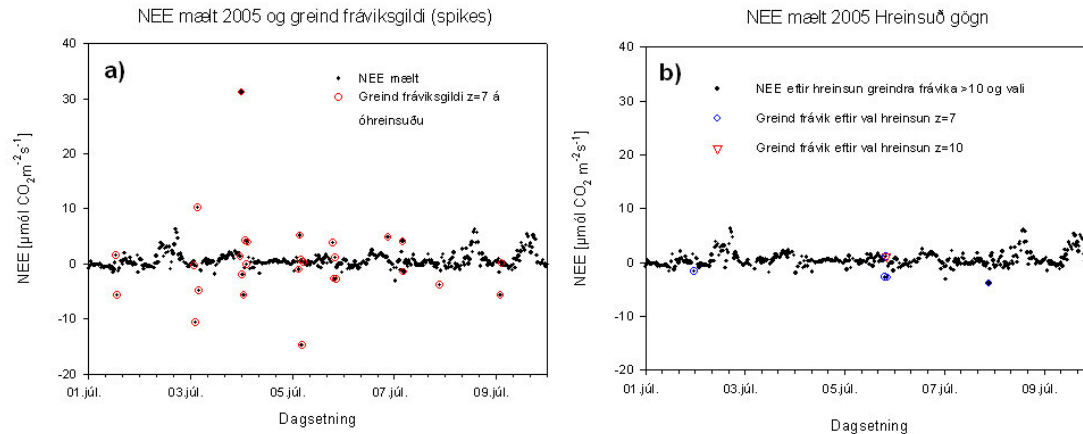 NEE mælt 2005 og greind fráviksgildi (spikes)
a)
NEE mælt
Greind fráviksgildi z=7 á
óhreinsuðu
NEE [µmól CO₂m⁻²s⁻¹]
40
30
20
10
0
-10
-20
01.júl.
03.júl.
05.júl.
07.júl.
09.júl.
Dagsetning
NEE mælt 2005 Hreinsuð gögn
b)
NEE eftir hreinsun greindra frávika >10 og vali
Greind frávik eftir val hreinsun z=7
Greind frávik eftir val hreinsun z=10
NEE [µmól CO₂ m⁻²s⁻¹]
40
30
20
10
0
-10
-20
01.júl.
03.júl.
05.júl.
07.júl.
09.júl.
Dagsetning